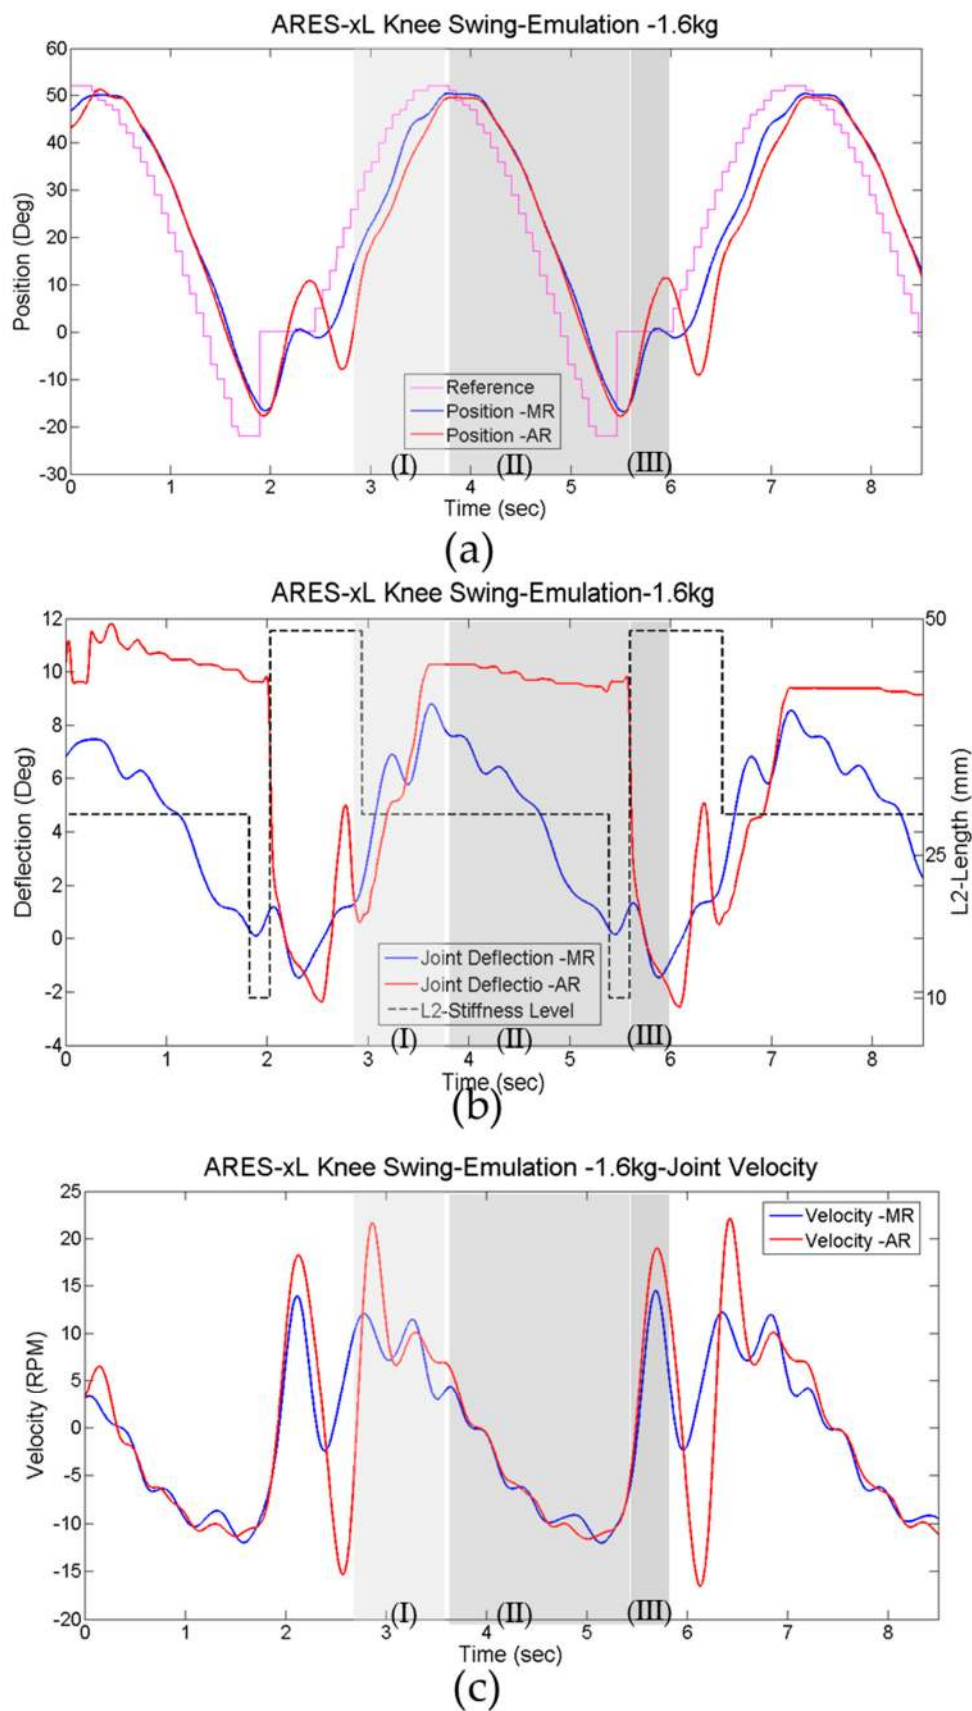 ARES-xL Knee Swing-Emulation -1.6kg
60
50
40
30
20
10
0
-10
-20
-30
Position (Deg)
Reference
Position -MR
Position -AR
(I)
(II)
(III)
0 1 2 3 4 5 6 7 8
Time (sec)
(a)
ARES-xL Knee Swing-Emulation-1.6kg
12
10
8
6
4
2
0
-2
-4
Deflection (Deg)
50
25
10
L2-Length (mm)
Joint Deflection -MR
Joint Deflectio -AR
L2-Stiffness Level
(I)
(II)
(III)
0 1 2 3 4 5 6 7 8
Time (sec)
(b)
ARES-xL Knee Swing-Emulation -1.6kg-Joint Velocity
25
20
15
10
5
0
-5
-10
-15
-20
Velocity (RPM)
Velocity -MR
Velocity -AR
(I)
(II)
(III)
0 1 2 3 4 5 6 7 8
Time (sec)
(c)